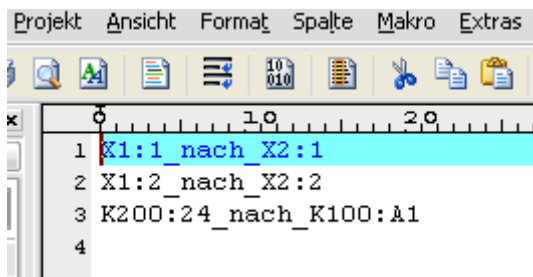 Projekt Ansicht Format Spalte Makro Extras
10 20
1 X1:1_nach_X2:1
2 X1:2_nach_X2:2
3 K200:24_nach_K100:A1
4